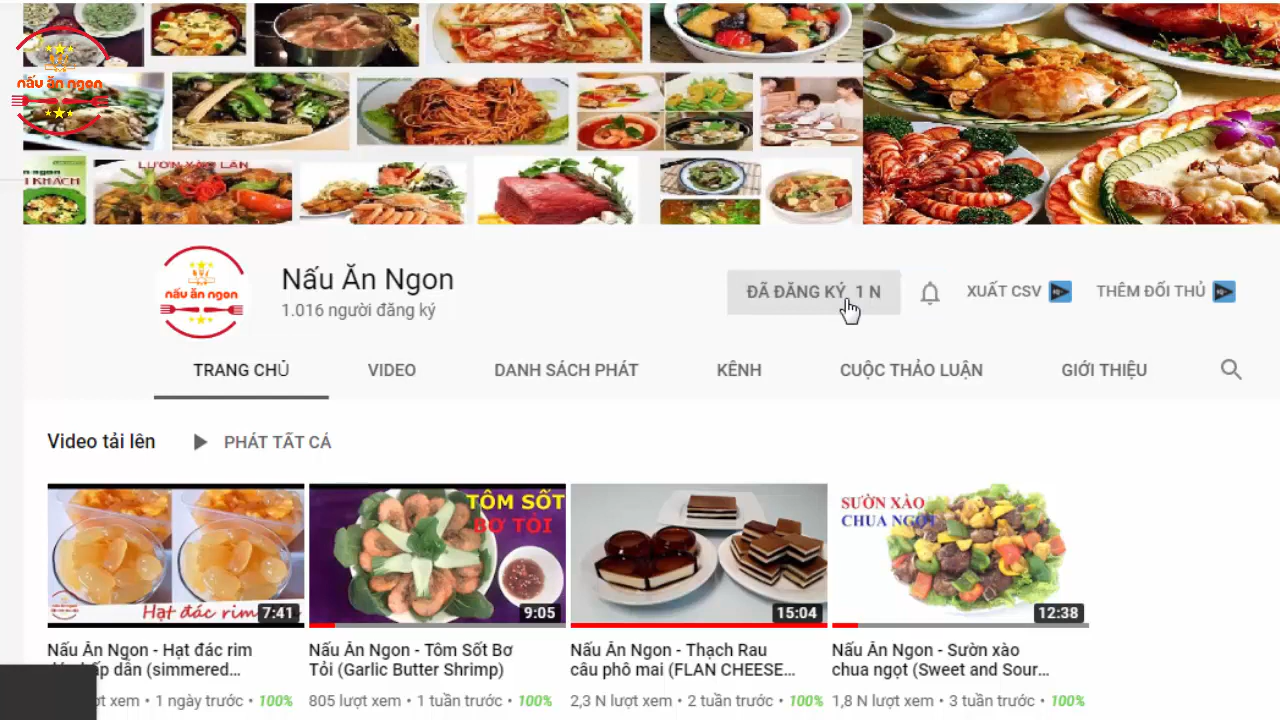 nấu ăn ngon
LƯƠN XÀO LĂN
KHÁCH
Nấu Ăn Ngon
1.016 người đăng ký
nấu ăn ngon
ĐÃ ĐĂNG KÝ 1 N
XUẤT CSV
THÊM ĐỐI THỦ
TRANG CHỦ
VIDEO
DANH SÁCH PHÁT
KÊNH
CUỘC THẢO LUẬN
GIỚI THIỆU
Video tải lên
PHÁT TẤT CẢ
Hạt đác rim
7:41
TÔM SỐT
BƠ TỎI
9:05
15:04
SƯỜN XÀO
CHUA NGỌT
12:38
Nấu Ăn Ngon - Hạt đác rim
hấp dẫn (simmered...
xem • 1 ngày trước • 100%
Nấu Ăn Ngon - Tôm Sốt Bơ
Tỏi (Garlic Butter Shrimp)
805 lượt xem • 1 tuần trước • 100%
Nấu Ăn Ngon - Thạch Rau
câu phô mai (FLAN CHEESE...
2,3 N lượt xem • 2 tuần trước • 100%
Nấu Ăn Ngon - Sườn xào
chua ngọt (Sweet and Sour...
1,8 N lượt xem • 3 tuần trước • 100%